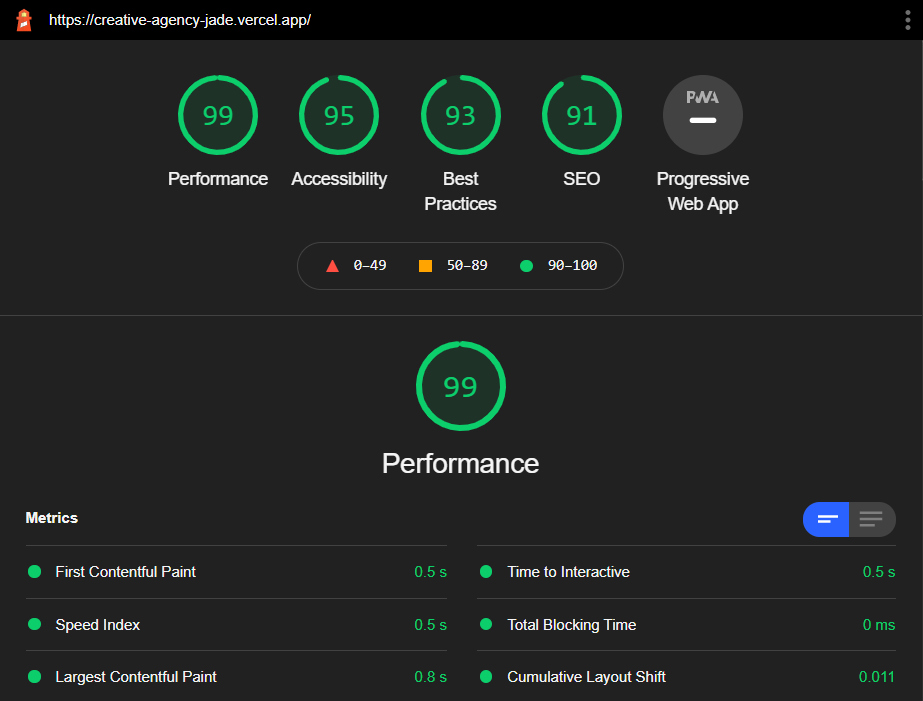 https://creative-agency-jade.vercel.app/
99 95 93 91 PWA
Performance Accessibility Best Practices SEO Progressive Web App
0–49 50–89 90–100
99
Performance
Metrics
First Contentful Paint 0.5 s
Time to Interactive 0.5 s
Speed Index 0.5 s
Total Blocking Time 0 ms
Largest Contentful Paint 0.8 s
Cumulative Layout Shift 0.011